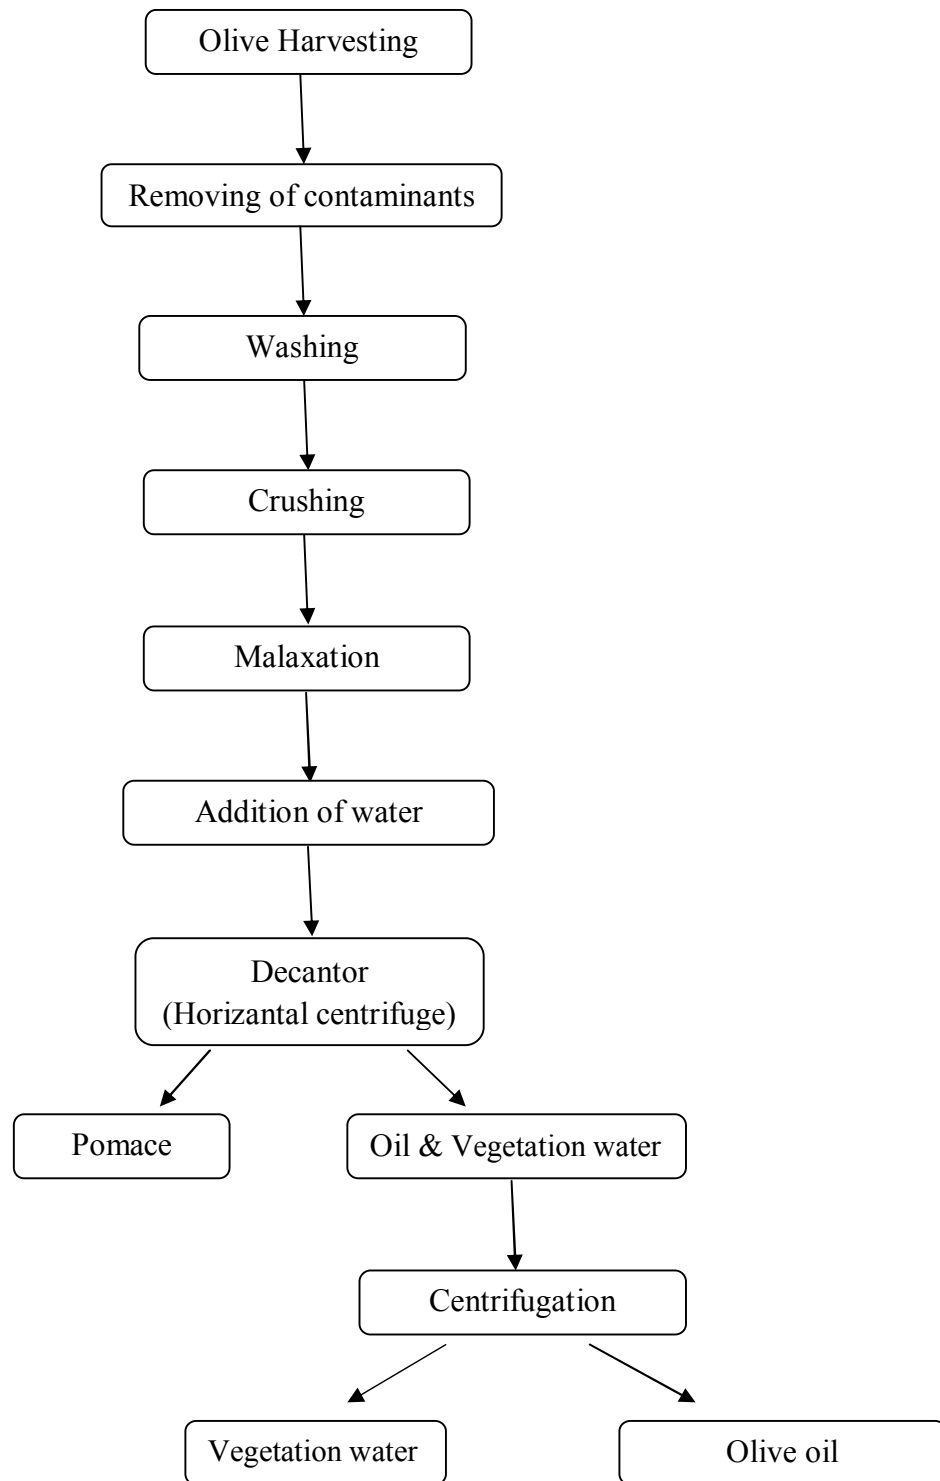 Olive Harvesting
Removing of contaminants
Washing
Crushing
Malaxation
Addition of water
Decantor
(Horizantal centrifuge)
Pomace
Oil & Vegetation water
Centrifugation
Vegetation water
Olive oil